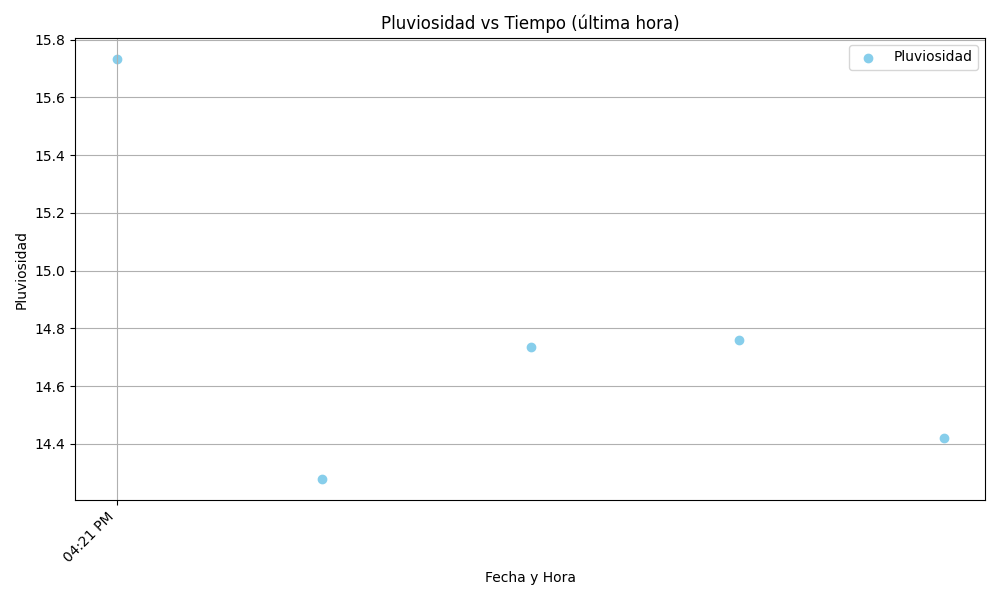 Pluviosidad vs Tiempo (última hora)
Pluviosidad
15.8
15.6
15.4
15.2
15.0
14.8
14.6
14.4
Pluviosidad
04:21 PM
Fecha y Hora